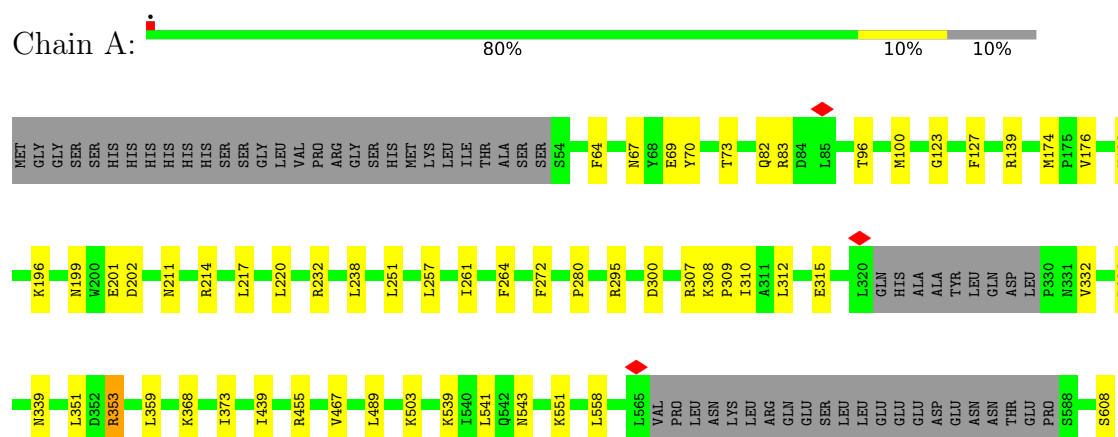 Chain A:
80% 10% 10%
MET GLY GLY SER SER HIS HIS HIS HIS HIS HIS SER SER GLY LEU VAL PRO ARG GLY SER HIS MET LYS LEU ILE THR ALA SER SER S54 F64 N67 Y68 E69 Y70 T73 Q82 R83 D84 L85 T96 M100 G123 F127 R139 M174 P175 V176
K196 N199 W200 E201 D202 N211 R214 L217 L220 R232 L238 L251 L257 I261 F264 F272 P280 R295 D300 R307 K308 P309 I310 A311 L312 E315 L320 GLN HIS ALA ALA TYR LEU GLN ASP LEU P330 N331 V332
N339 L351 D352 R353 L359 K368 I373 I439 R455 V467 L489 K503 K539 I540 L541 Q542 N543 K551 L558 L565 VAL PRO LEU ASN LYS LEU ARG GLN GLU SER LEU LEU GLU GLU GLU ASP GLU ASN ASN THR GLU PRO S588 S608